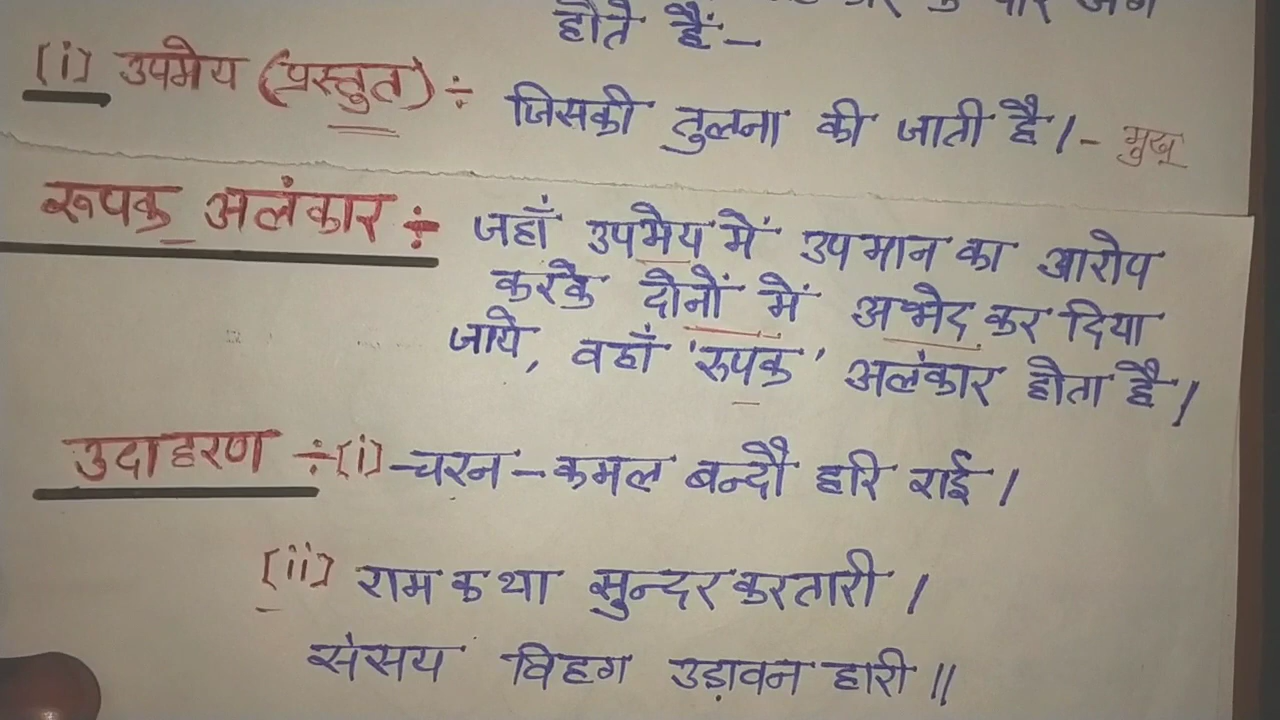 होते हैं-
(i) उपमेय (प्रस्तुत) ÷ जिसकी तुलना की जाती है।- मुख
रूपक अलंकार ÷ जहाँ उपमेय में उपमान का आरोप
करके दोनों में अभेद कर दिया
जाये, वहाँ 'रूपक' अलंकार होता है।
उदाहरण ÷ (i) चरन-कमल बन्दौ हरि राई।
(ii) राम कथा सुन्दर करतारी।
संसय विहग उड़ावन हारी॥